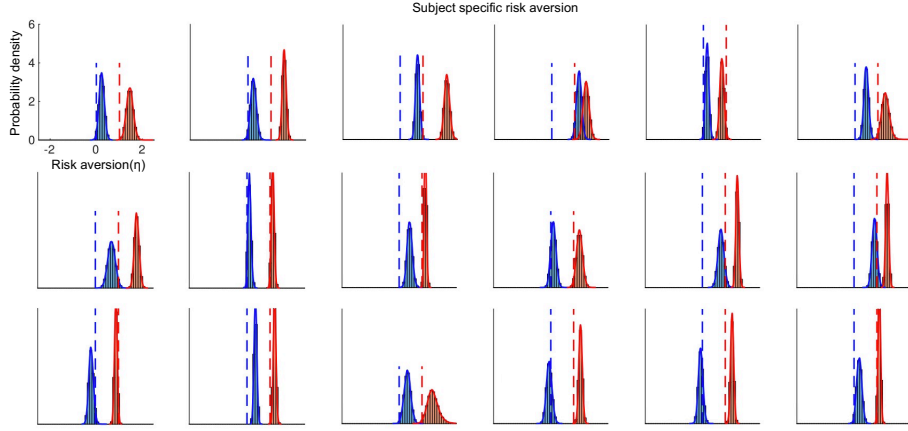 Subject specific risk aversion
Probability density
6
4
2
0
-2 0 2
Risk aversion(η)